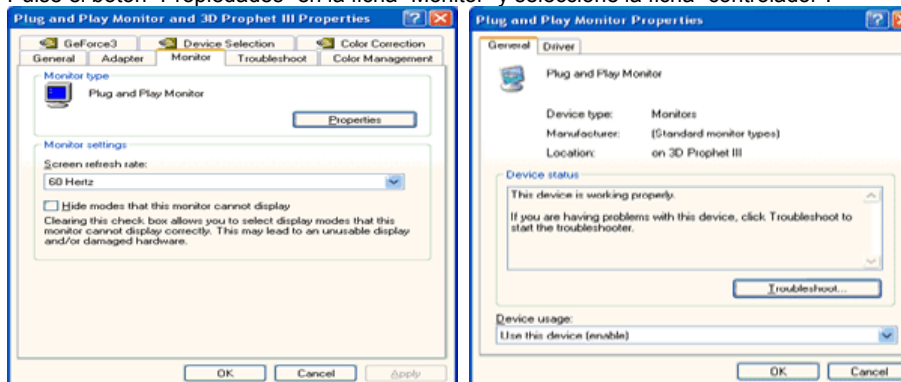 Pulse el botón "Propiedades" en la ficha "Monitor" y seleccione la ficha "controlador".
Plug and Play Monitor and 3D Prophet III Properties
GeForce3 Device Selection Color Correction
General Adapter Monitor Troubleshoot Color Management
Monitor type
Plug and Play Monitor
Properties
Monitor settings
Screen refresh rate:
60 Hertz
Hide modes that this monitor cannot display
Clearing this check box allows you to select display modes that this
monitor cannot display correctly. This may lead to an unusable display
and/or damaged hardware.
OK Cancel Apply
Plug and Play Monitor Properties
General Driver
Plug and Play Monitor
Device type: Monitors
Manufacturer: (Standard monitor types)
Location: on 3D Prophet III
Device status
This device is working properly.
If you are having problems with this device, click Troubleshoot to
start the troubleshooter.
Troubleshoot...
Device usage:
Use this device (enable)
OK Cancel